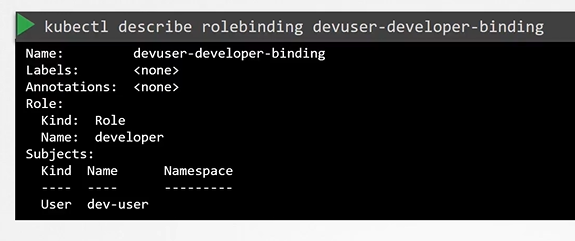 kubectl describe rolebinding devuser-developer-binding
Name:         devuser-developer-binding
Labels:       <none>
Annotations:  <none>
Role:
  Kind:  Role
  Name:  developer
Subjects:
  Kind  Name      Namespace
  ----  ----      ---------
  User  dev-user